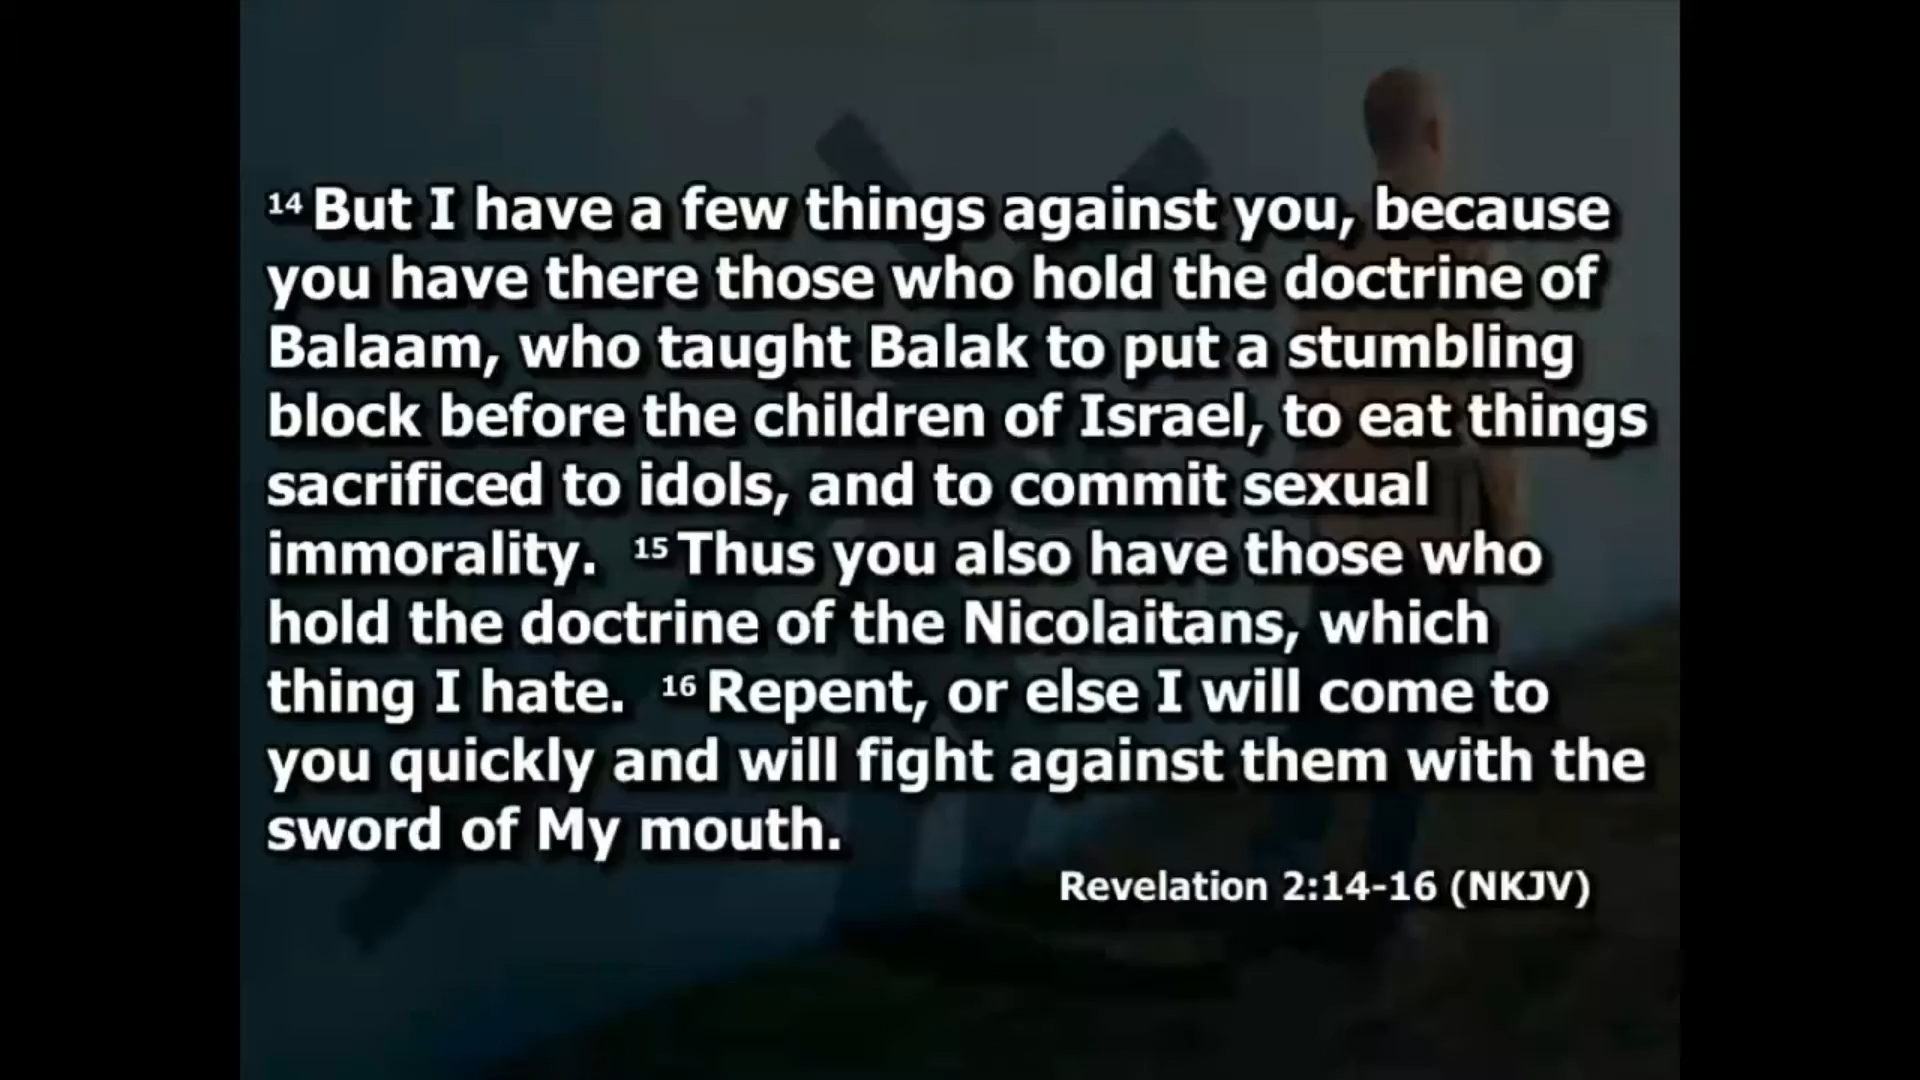 14 But I have a few things against you, because
you have there those who hold the doctrine of
Balaam, who taught Balak to put a stumbling
block before the children of Israel, to eat things
sacrificed to idols, and to commit sexual
immorality. 15 Thus you also have those who
hold the doctrine of the Nicolaitans, which
thing I hate. 16 Repent, or else I will come to
you quickly and will fight against them with the
sword of My mouth.
Revelation 2:14-16 (NKJV)